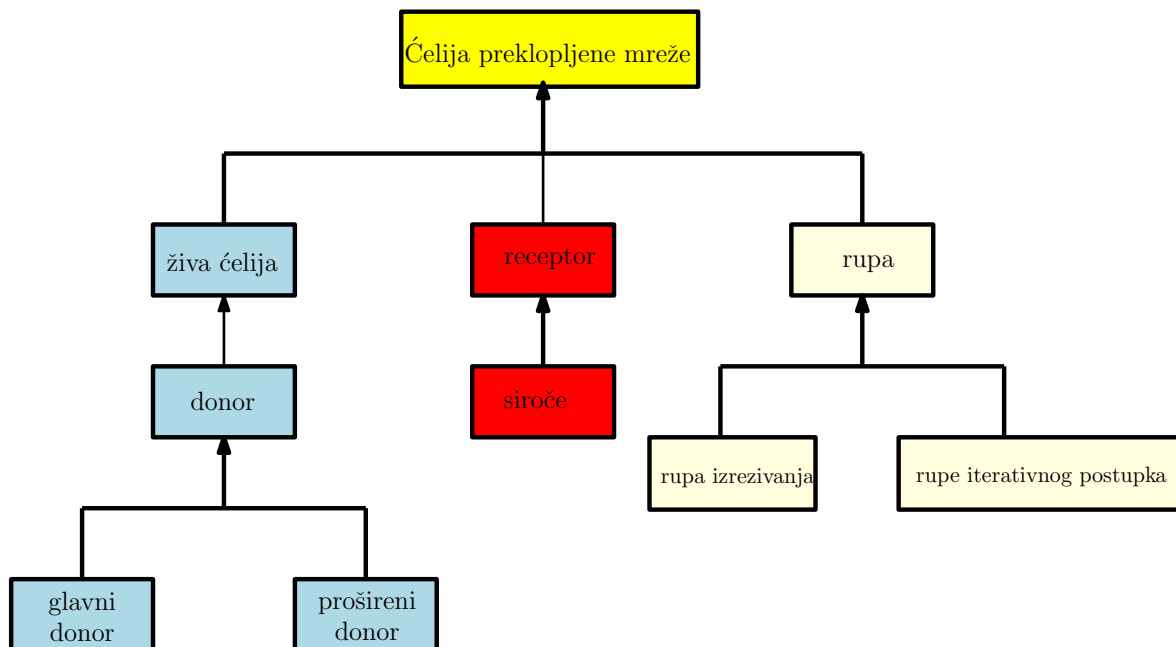 Ćelija preklopljene mreže
živa ćelija
receptor
rupa
donor
siroče
rupa izrezivanja
rupe iterativnog postupka
glavni
donor
prošireni
donor